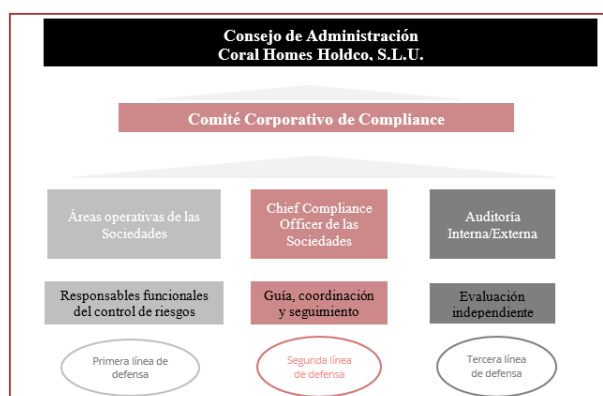 Consejo de Administración
Coral Homes Holdco, S.L.U.
Comité Corporativo de Compliance
Áreas operativas de las
Sociedades
Chief Compliance
Officer de las
Sociedades
Auditoría
Interna/Externa
Responsables funcionales
del control de riesgos
Guía, coordinación
y seguimiento
Evaluación
independiente
Primera línea de
defensa
Segunda línea
de defensa
Tercera línea
de defensa